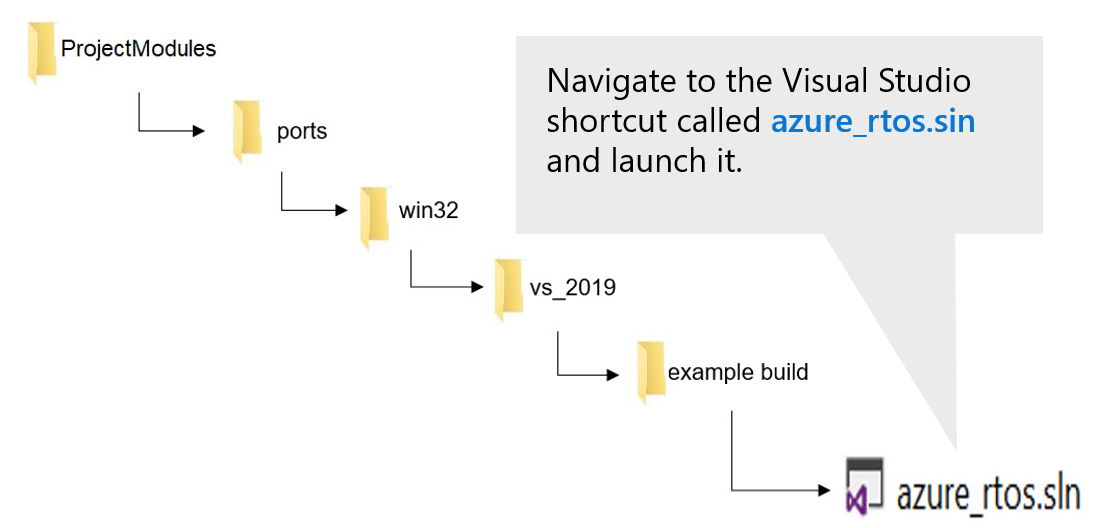 ProjectModules
Navigate to the Visual Studio
shortcut called azure_rtos.sin
and launch it.
ports
win32
vs_2019
example build
azure_rtos.sln